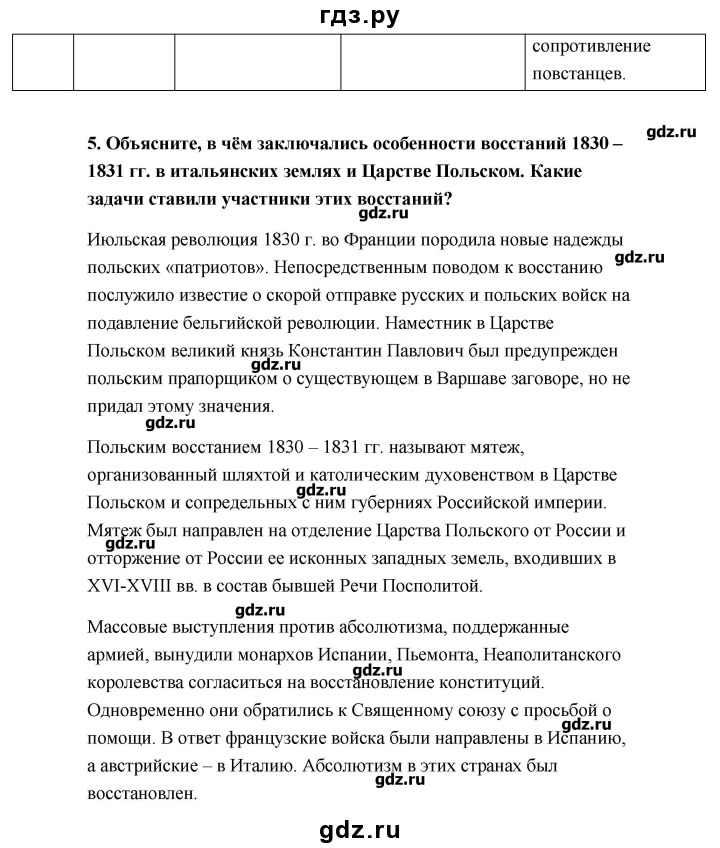 гдз.ру
сопротивление
повстанцев.
gdz.ru
5. Объясните, в чём заключались особенности восстаний 1830 –
1831 гг. в итальянских землях и Царстве Польском. Какие
задачи ставили участники этих восстаний?
gdz.ru
Июльская революция 1830 г. во Франции породила новые надежды
gdz.ru
польских «патриотов». Непосредственным поводом к восстанию
послужило известие о скорой отправке русских и польских войск на
подавление бельгийской революции. Наместник в Царстве
Польском великий князь Константин Павлович был предупрежден
gdz.ru
польским прапорщиком о существующем в Варшаве заговоре, но не
придал этому значения.
gdz.ru
Польским восстанием 1830 – 1831 гг. называют мятеж,
организованный шляхтой и католическим духовенством в Царстве
gdz.ru
Польском и сопредельных с ним губерниях Российской империи.
Мятеж был направлен на отделение Царства Польского от России и
gdz.ru
отторжение от России ее исконных западных земель, входивших в
XVI-XVIII вв. в состав бывшей Речи Посполитой.
gdz.ru
Массовые выступления против абсолютизма, поддержанные
армией, вынудили монархов Испании, Пьемонта, Неаполитанского
gdz.ru
королевства согласиться на восстановление конституций.
Одновременно они обратились к Священному союзу с просьбой о
gdz.ru
помощи. В ответ французские войска были направлены в Испанию,
а австрийские – в Италию. Абсолютизм в этих странах был
gdz.ru
восстановлен.
gdz.ru